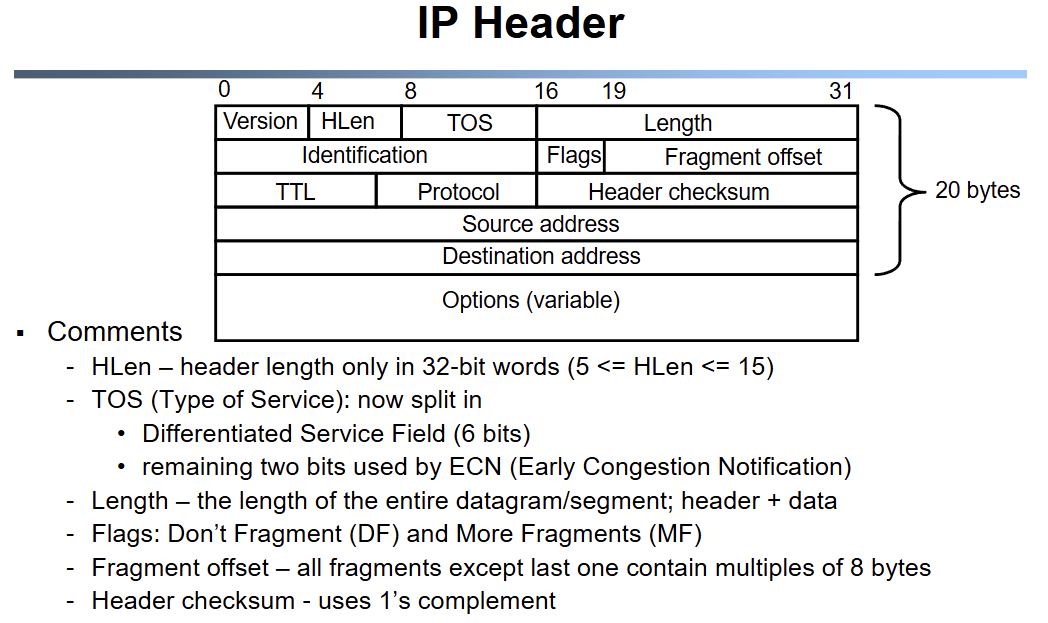 IP Header
0 4 8 16 19 31
Version HLen TOS Length
Identification Flags Fragment offset
TTL Protocol Header checksum
20 bytes
Source address
Destination address
Options (variable)
▪ Comments
- HLen – header length only in 32-bit words (5 <= HLen <= 15)
- TOS (Type of Service): now split in
• Differentiated Service Field (6 bits)
• remaining two bits used by ECN (Early Congestion Notification)
- Length – the length of the entire datagram/segment; header + data
- Flags: Don’t Fragment (DF) and More Fragments (MF)
- Fragment offset – all fragments except last one contain multiples of 8 bytes
- Header checksum - uses 1’s complement